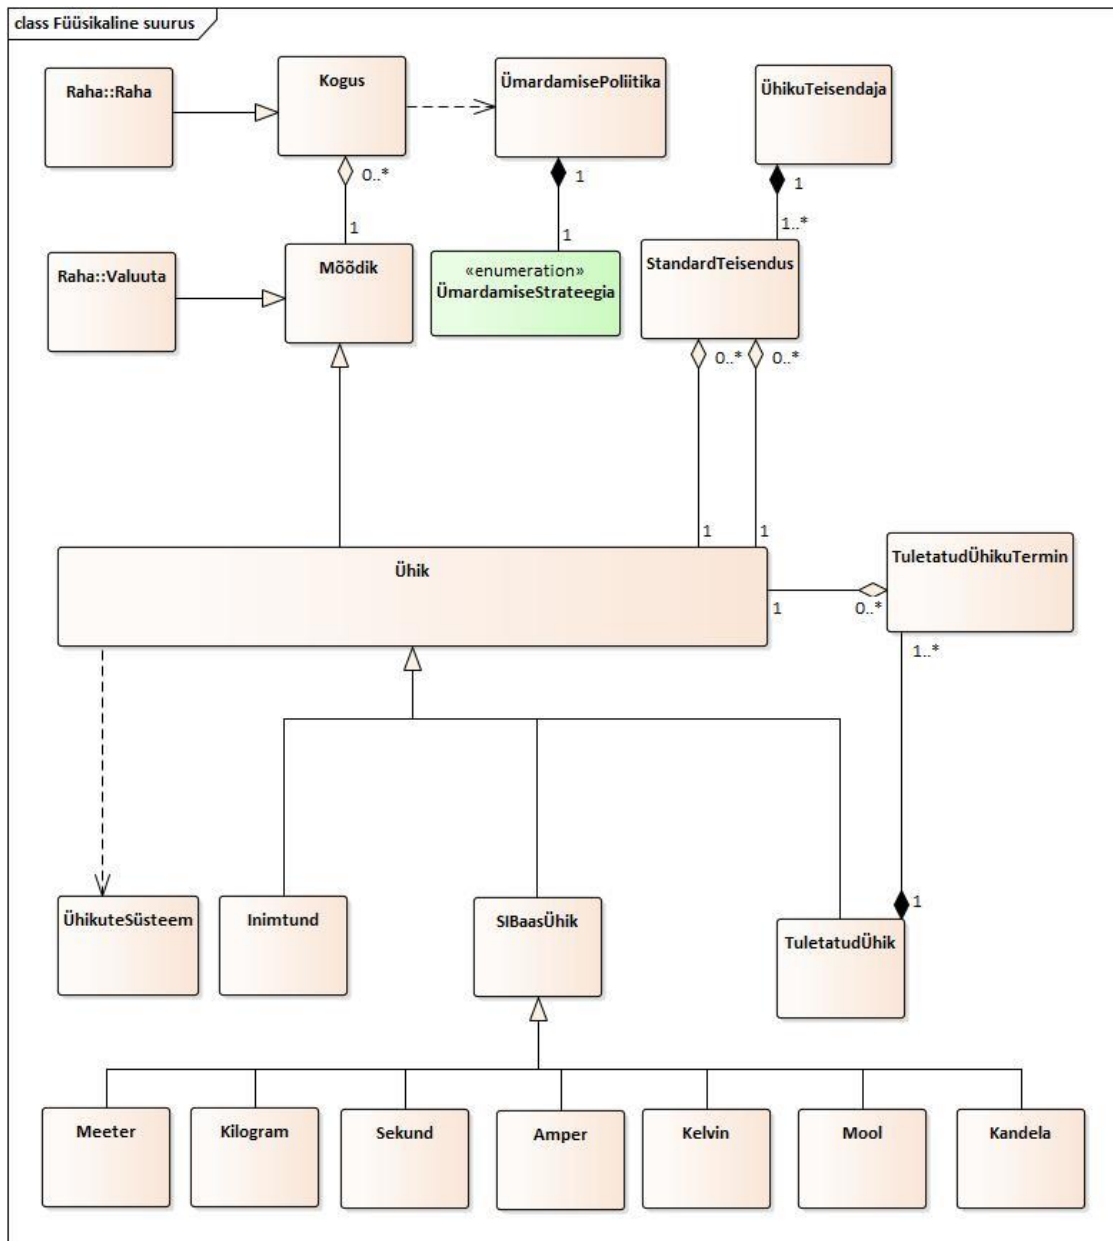 class Füüsikaline suurus
Raha::Raha
Kogus
ÜmardamisePoliitika
ÜhikuTeisendaja
0..*
1
1
1
1
1..*
Raha::Valuuta
Mõõdik
«enumeration»
ÜmardamiseStrateegia
StandardTeisendus
0..*
0..*
1
1
Ühik
TuletatudÜhikuTermin
1
0..*
1..*
1
ÜhikuteSüsteem
Inimtund
SIBaasÜhik
TuletatudÜhik
Meeter
Kilogram
Sekund
Amper
Kelvin
Mool
Kandela